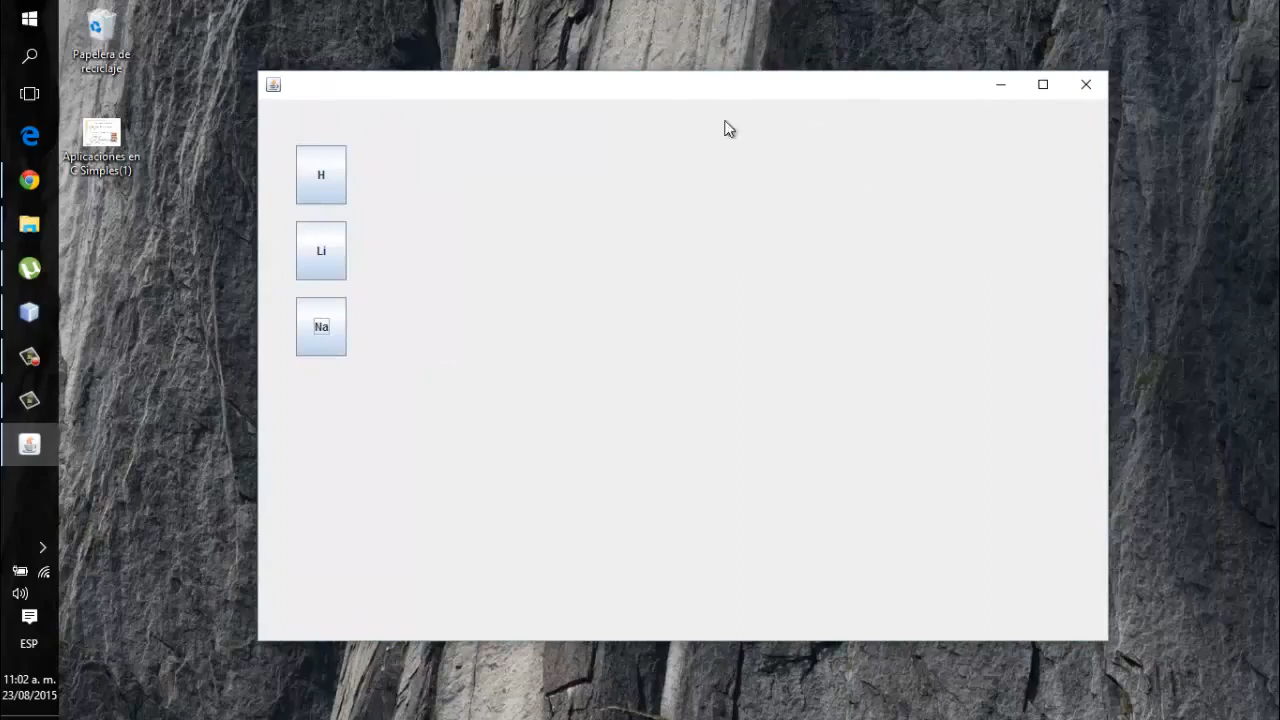 Papelera de
reciclaje
Aplicaciones en
C Simples(1)
H
Li
Na
ESP
11:02 a. m.
23/08/2015